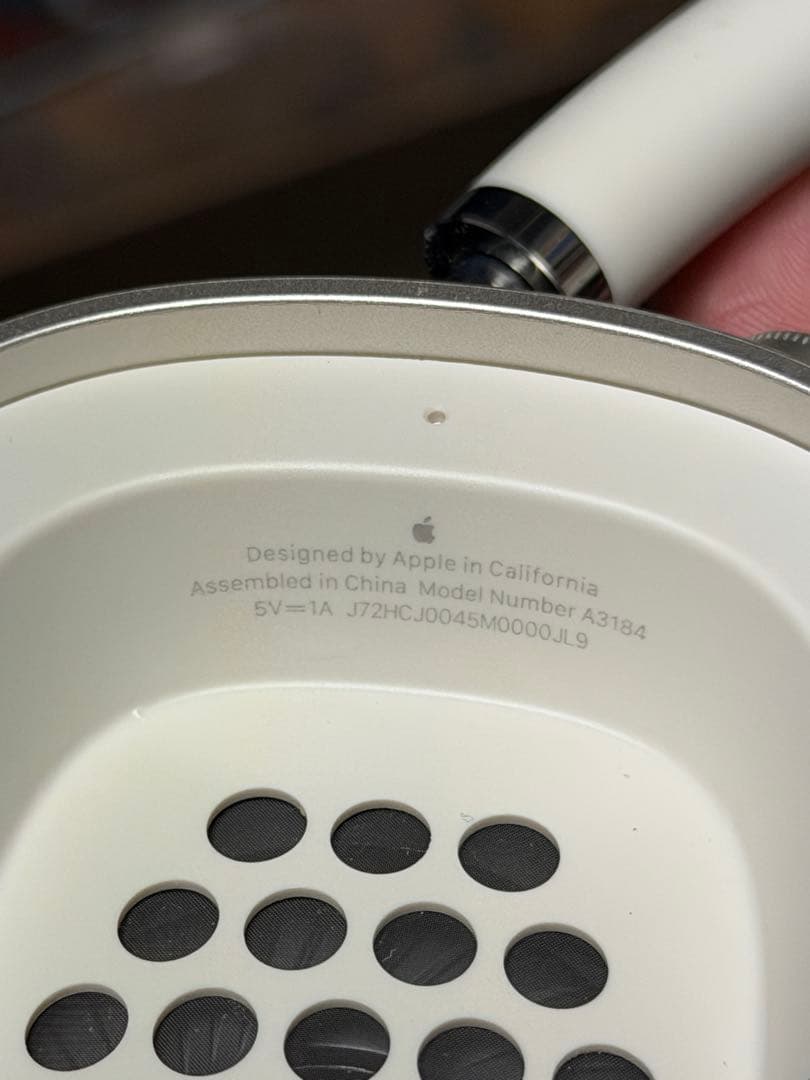 Designed by Apple in California
Assembled in China Model Number A3184
5V⎓1A J72HCJ0045M0000JL9